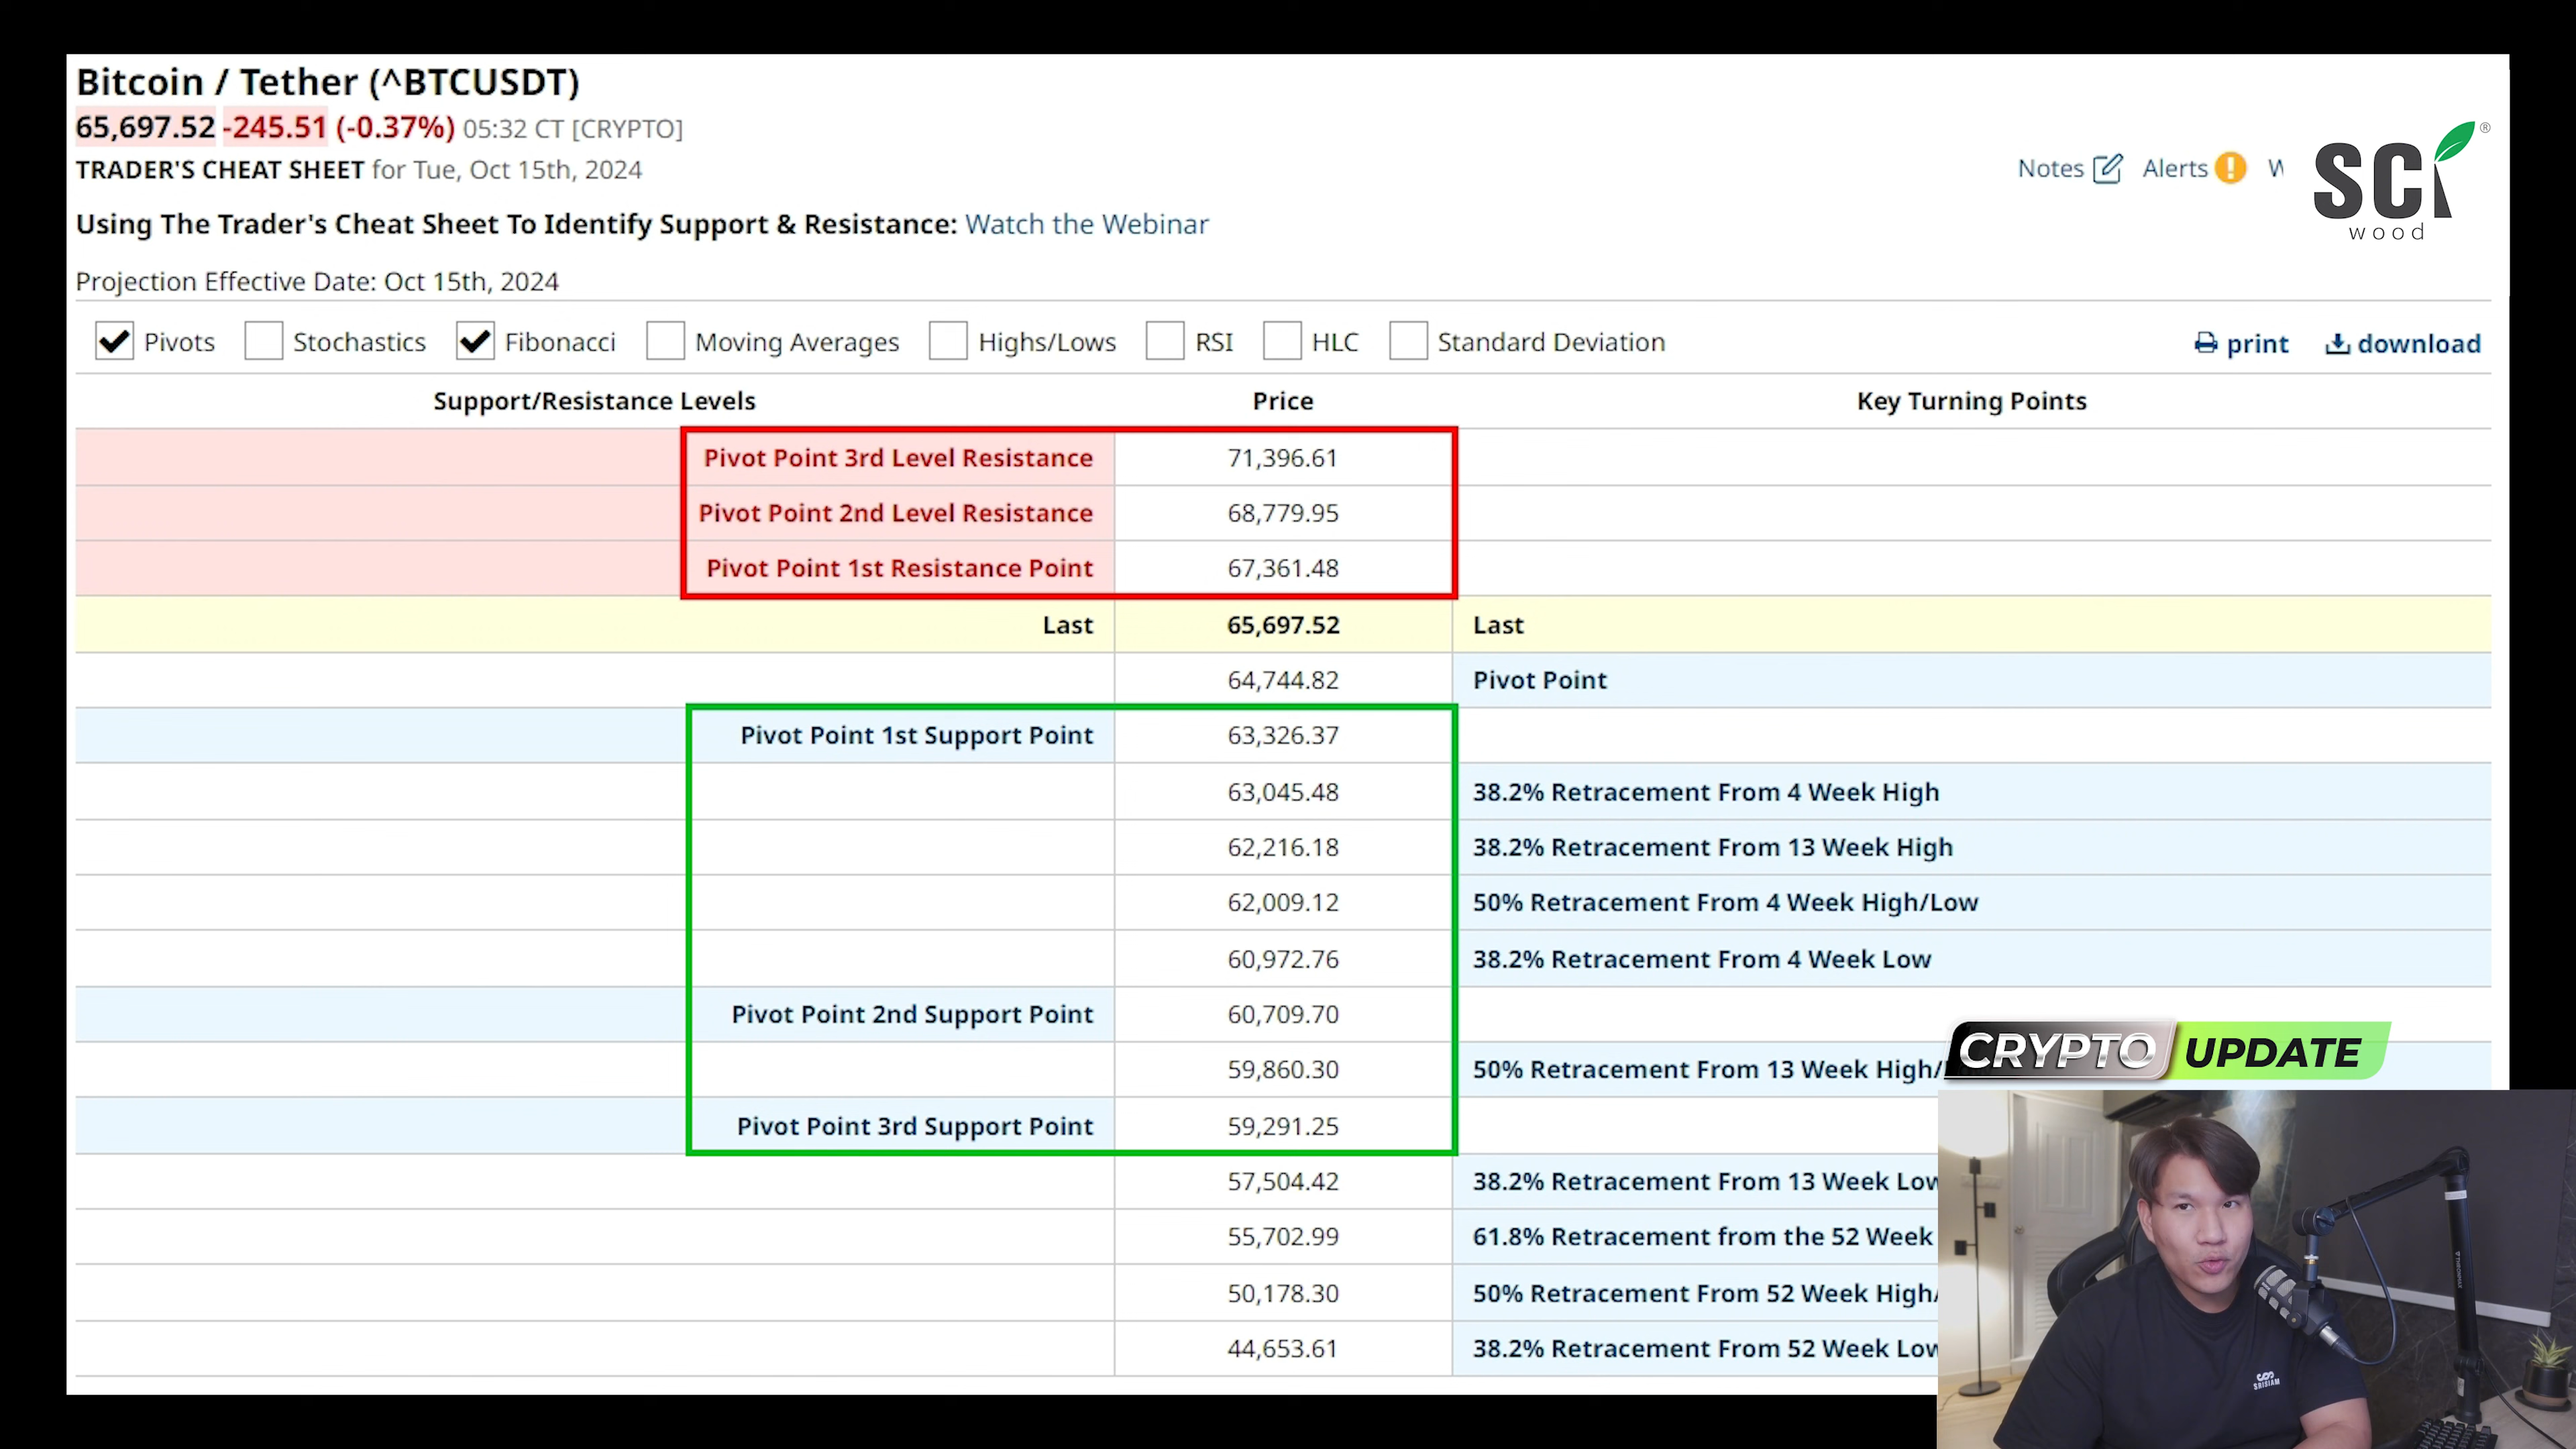 Bitcoin / Tether (^BTCUSDT)
65,697.52 -245.51 (-0.37%) 05:32 CT [CRYPTO]
TRADER'S CHEAT SHEET for Tue, Oct 15th, 2024
Notes Alerts
SCi ®
wood
Using The Trader's Cheat Sheet To Identify Support & Resistance: Watch the Webinar
Projection Effective Date: Oct 15th, 2024
Pivots Stochastics Fibonacci Moving Averages Highs/Lows RSI HLC Standard Deviation print download
Support/Resistance Levels Price Key Turning Points
Pivot Point 3rd Level Resistance 71,396.61
Pivot Point 2nd Level Resistance 68,779.95
Pivot Point 1st Resistance Point 67,361.48
Last 65,697.52 Last
64,744.82 Pivot Point
Pivot Point 1st Support Point 63,326.37
63,045.48 38.2% Retracement From 4 Week High
62,216.18 38.2% Retracement From 13 Week High
62,009.12 50% Retracement From 4 Week High/Low
60,972.76 38.2% Retracement From 4 Week Low
Pivot Point 2nd Support Point 60,709.70
59,860.30 50% Retracement From 13 Week High/
CRYPTO UPDATE
Pivot Point 3rd Support Point 59,291.25
57,504.42 38.2% Retracement From 13 Week Low
55,702.99 61.8% Retracement from the 52 Week
50,178.30 50% Retracement From 52 Week High/
44,653.61 38.2% Retracement From 52 Week Low
SRISIAM